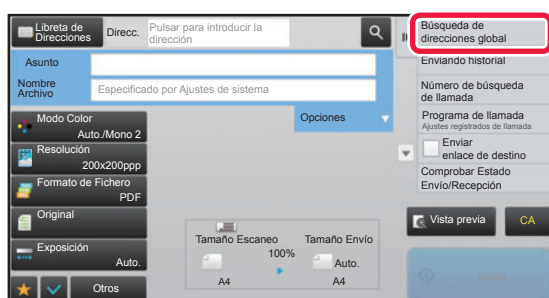 Libreta de
Direcciones
Direcc.
Pulsar para introducir la
dirección
Asunto
Nombre
Archivo
Especificado por Ajustes de sistema
Modo Color
Auto./Mono 2
Resolución
200x200ppp
Formato de Fichero
PDF
Original
Exposición
Auto.
Otros
Opciones
Tamaño Escaneo
100%
A4
Tamaño Envío
Auto.
A4
Búsqueda de
direcciones global
Enviando historial
Número de búsqueda
de llamada
Programa de llamada
Ajustes registrados de llamada
Enviar
enlace de destino
Comprobar Estado
Envío/Recepción
Vista previa
CA
Iniciar